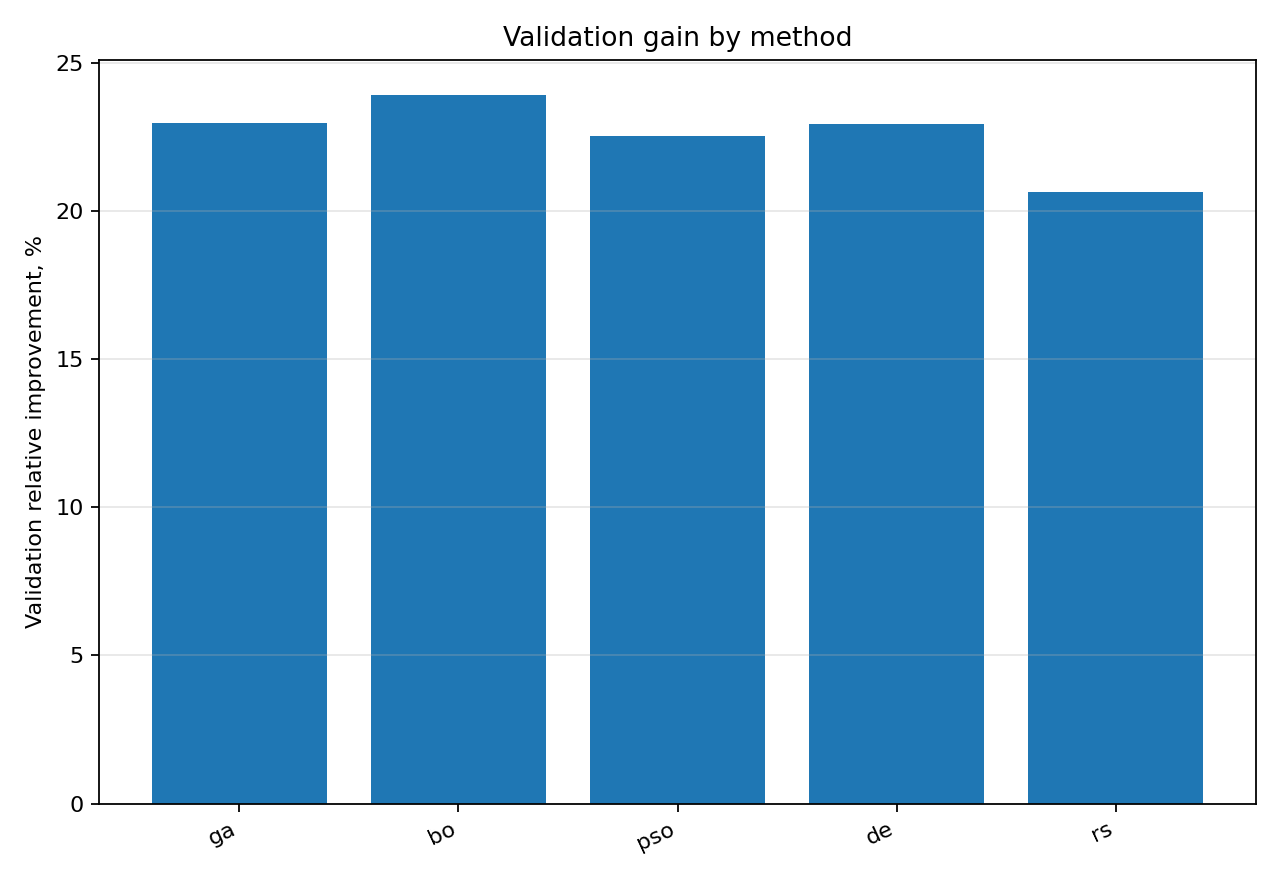 Validation gain by method
Validation relative improvement, %
25
20
15
10
5
0
ga
bo
pso
de
rs